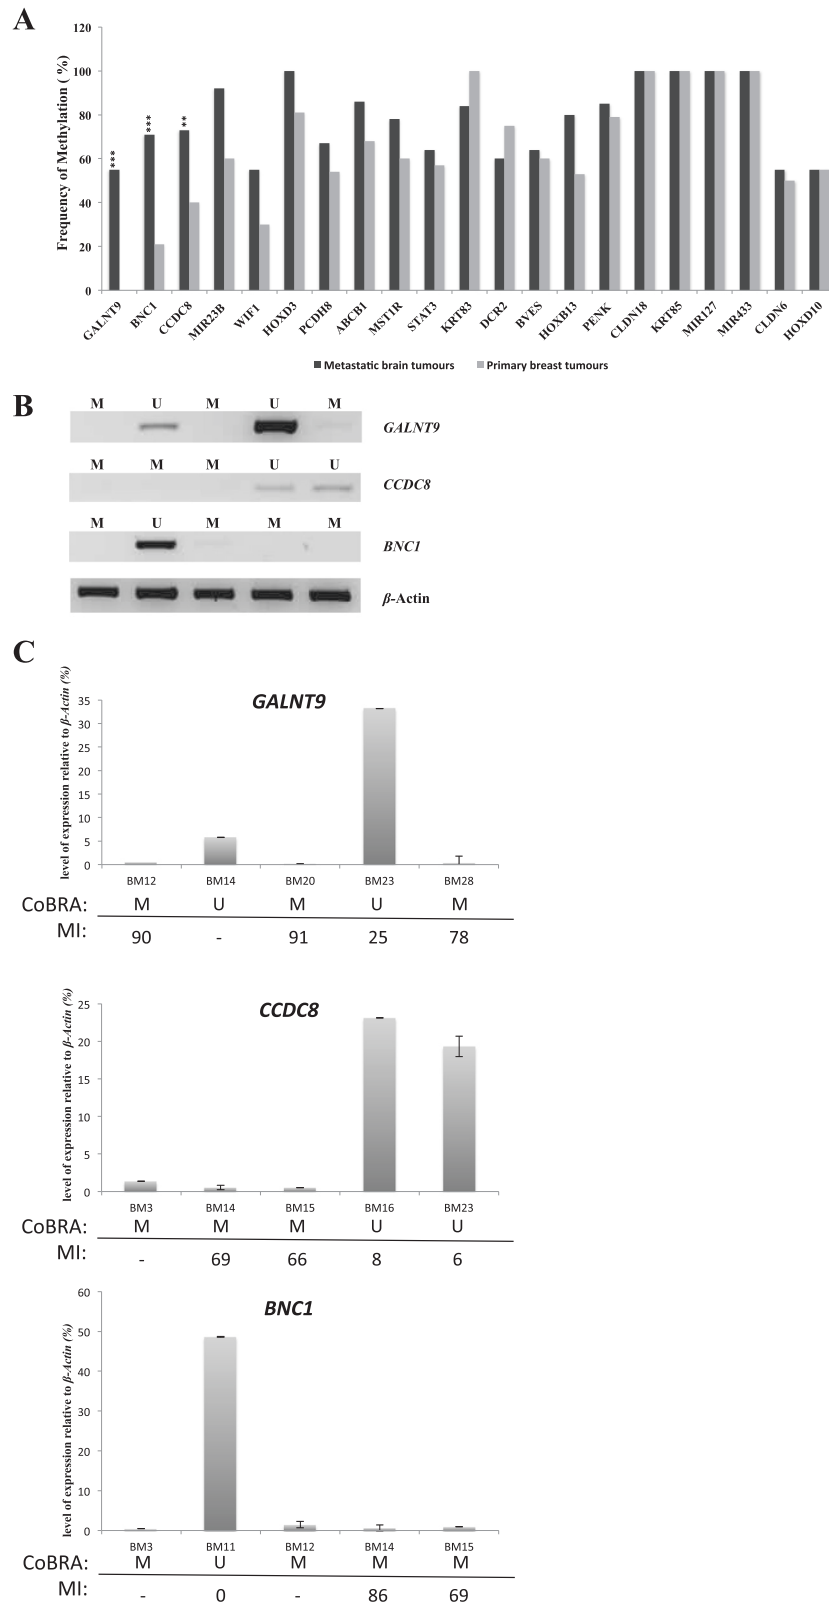 A
Frequency of Methylation ( %)
120
100
80
60
40
20
0
***
***
**
GALNT9
BNC1
CCDC8
MIR23B
WIF1
HOXD3
PCDH8
ABCB1
MST1R
STAT3
KRT83
DCR2
BVES
HOXB13
PENK
CLDN18
KRT85
MIR127
MIR433
CLDN6
HOXD10
Metastatic brain tumours Primary breast tumours
B
M U M U M
GALNT9
M M M U U
CCDC8
M U M M M
BNC1
β-Actin
C
GALNT9
level of expression relative to β-Actin (%)
35
30
25
20
15
10
5
0
BM12 BM14 BM20 BM23 BM28
CoBRA: M U M U M
MI: 90 - 91 25 78
CCDC8
level of expression relative to β-Actin (%)
25
20
15
10
5
0
BM3 BM14 BM15 BM16 BM23
CoBRA: M M M U U
MI: - 69 66 8 6
BNC1
level of expression relative to β-Actin (%)
60
50
40
30
20
10
0
BM3 BM11 BM12 BM14 BM15
CoBRA: M U M M M
MI: - 0 - 86 69